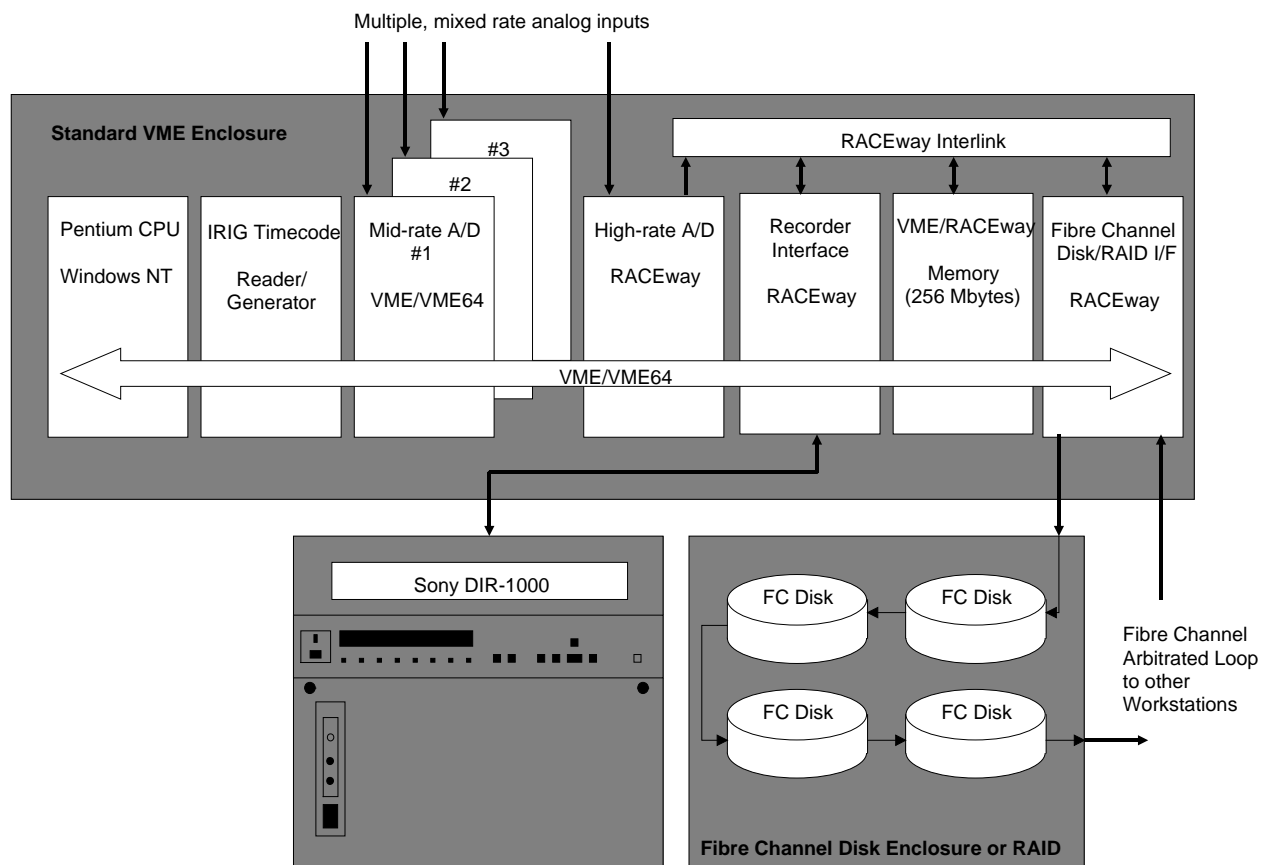 Multiple, mixed rate analog inputs
Standard VME Enclosure
#3
#2
RACEway Interlink
Pentium CPU
Windows NT
IRIG Timecode
Reader/
Generator
Mid-rate A/D
#1
VME/VME64
High-rate A/D
RACEway
Recorder
Interface
RACEway
VME/RACEway
Memory
(256 Mbytes)
Fibre Channel
Disk/RAID I/F
RACEway
VME/VME64
Sony DIR-1000
FC Disk
FC Disk
FC Disk
FC Disk
Fibre Channel
Arbitrated Loop
to other
Workstations
Fibre Channel Disk Enclosure or RAID